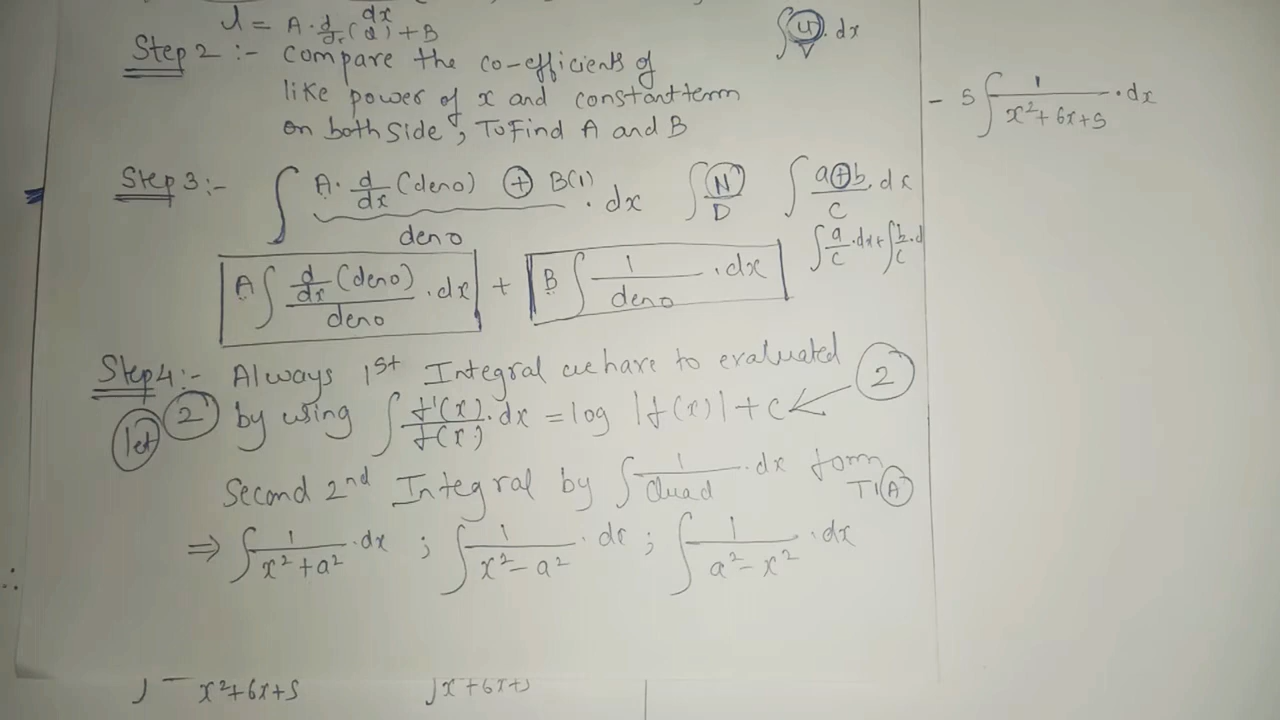 ∫ u/v . dx
Step 2 :- Compare the co-efficients of
like power of x and constant term
on both side, To Find A and B
- 5 ∫ 1/(x²+6x+5) . dx
Step 3 :- ∫ (A. d/dx (deno) + B(1))/deno . dx
∫ N/D
∫ (a+b)/c . dx
∫ a/c .dx + ∫ b/c .d
A ∫ (d/dx (deno))/deno . dx + B ∫ 1/deno . dx
Step 4 :- Always 1st Integral we have to evaluated
let 2 by using ∫ f'(x)/f(x) . dx = log |f(x)| + c ← 2
Second 2nd Integral by ∫ 1/Quad . dx form
T1 A
⇒ ∫ 1/(x²+a²) . dx ; ∫ 1/(x²-a²) . dx ; ∫ 1/(a²-x²) . dx
∴
x²+6x+5